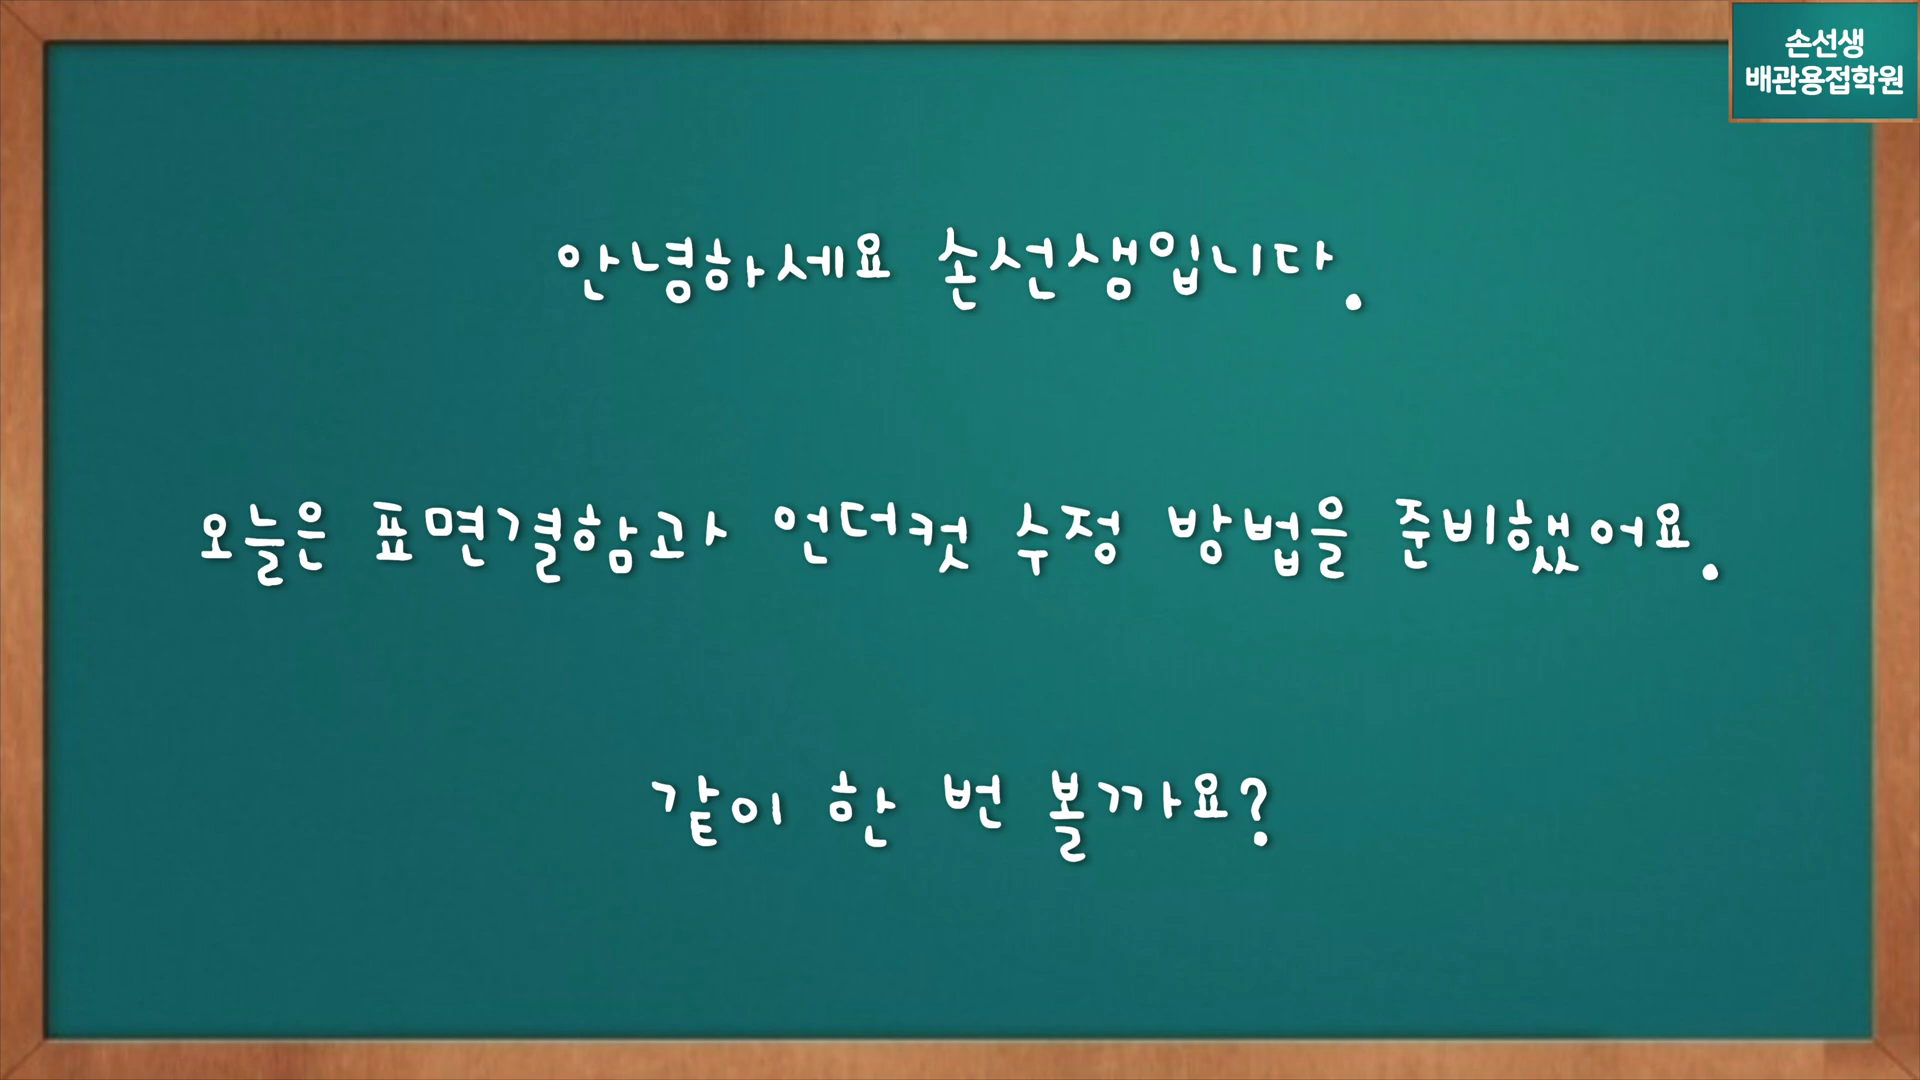 손선생
배관용접학원
안녕하세요 손선생입니다.
오늘은 표면결함과 언더컷 수정 방법을 준비했어요.
같이 한 번 볼까요?